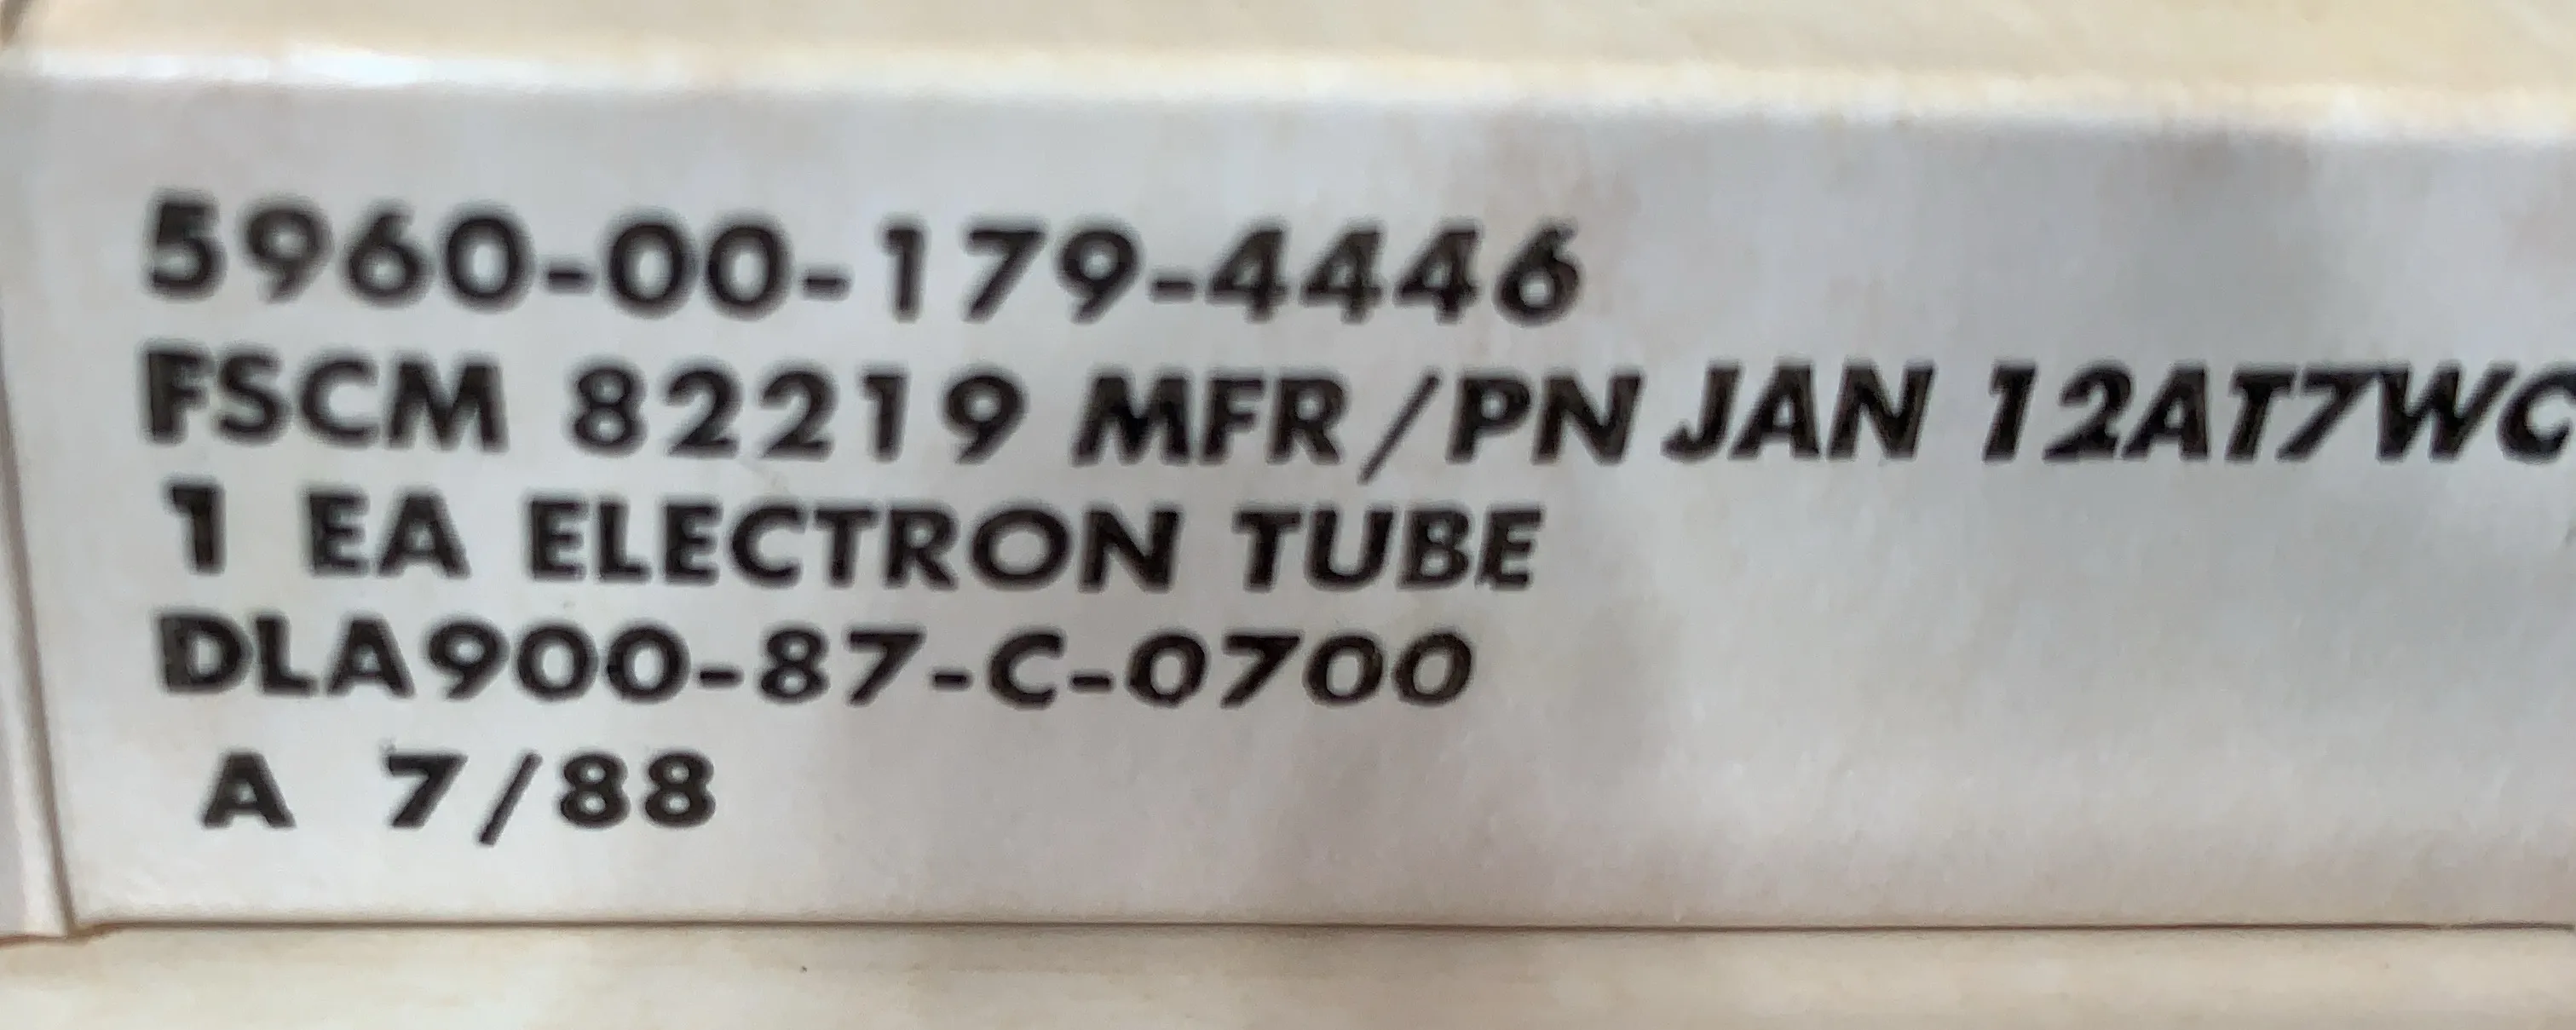 5960-00-179-4446
FSCM 82219 MFR/PN JAN 12AT7WC
1 EA ELECTRON TUBE
DLA900-87-C-0700
A 7/88